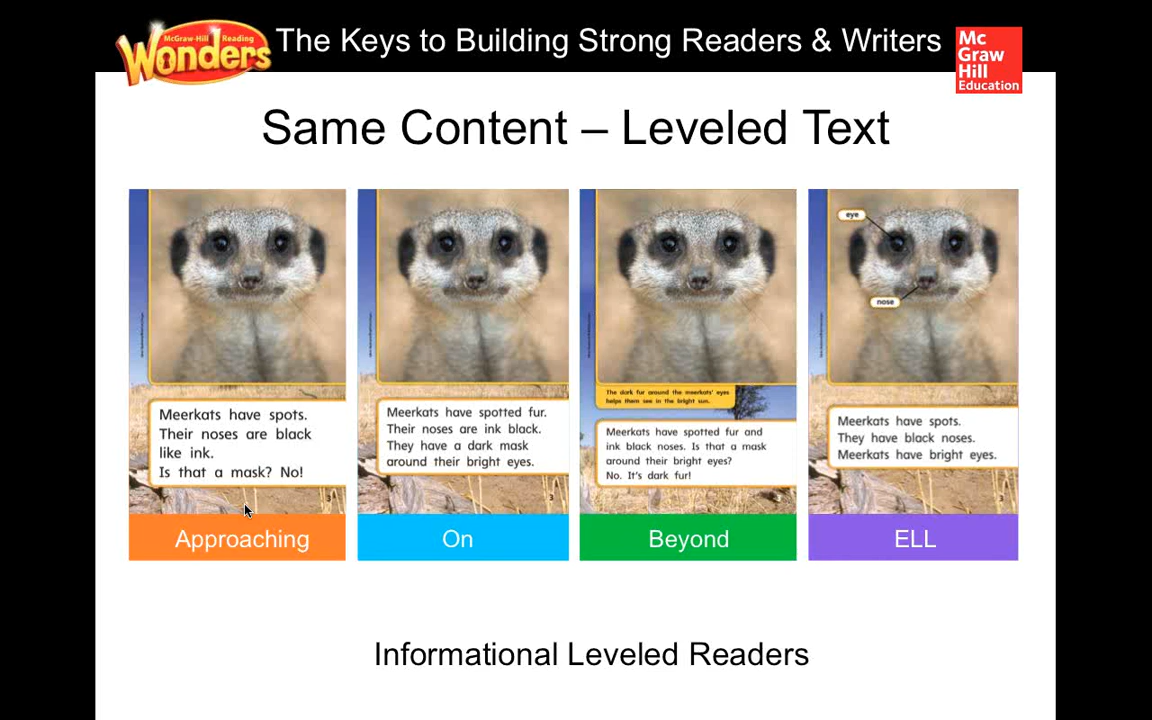 McGraw-Hill Reading
Wonders
The Keys to Building Strong Readers & Writers
Mc
Graw
Hill
Education
Same Content – Leveled Text
Meerkats have spots.
Their noses are black
like ink.
Is that a mask? No!
3
Approaching
Meerkats have spotted fur.
Their noses are ink black.
They have a dark mask
around their bright eyes.
3
On
The dark fur around the meerkats' eyes
helps them see in the bright sun.
Meerkats have spotted fur and
ink black noses. Is that a mask
around their bright eyes?
No. It's dark fur!
3
Beyond
eye
nose
Meerkats have spots.
They have black noses.
Meerkats have bright eyes.
3
ELL
Informational Leveled Readers